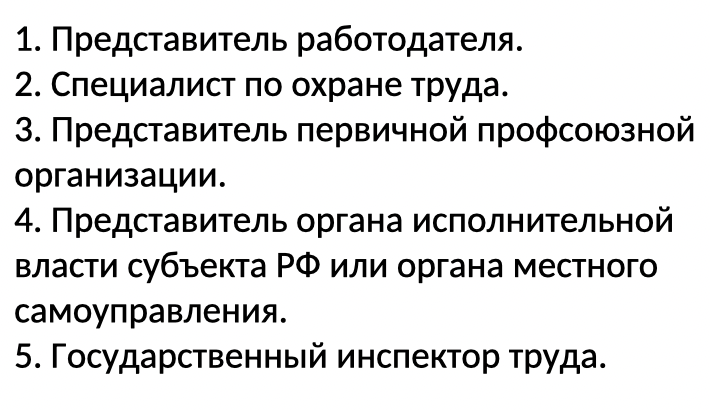 1. Представитель работодателя.
2. Специалист по охране труда.
3. Представитель первичной профсоюзной
организации.
4. Представитель органа исполнительной
власти субъекта РФ или органа местного
самоуправления.
5. Государственный инспектор труда.